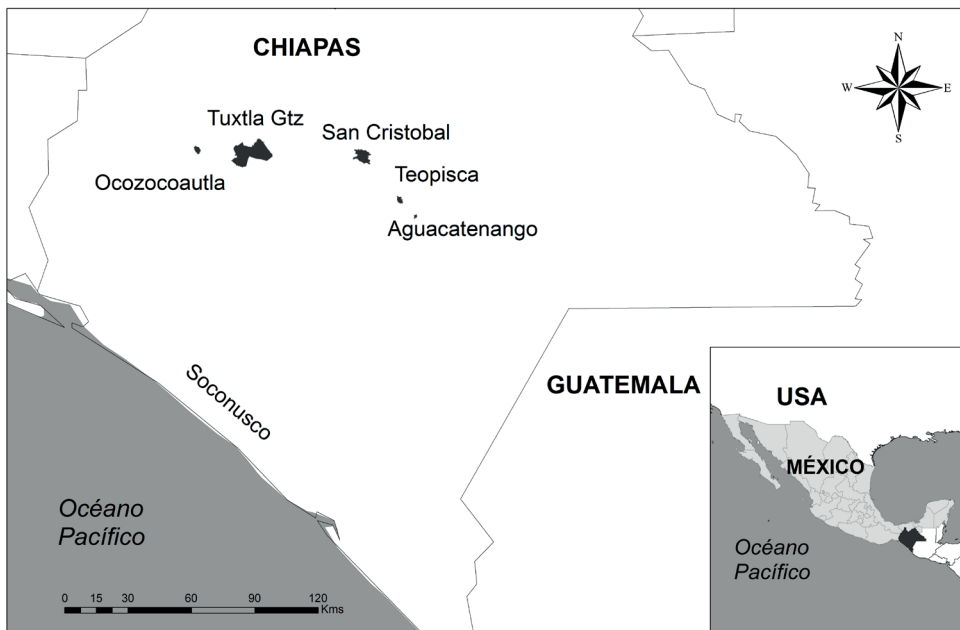 CHIAPAS
N
W
E
S
Tuxtla Gtz
San Cristobal
Ocozocoautla
Teopisca
Aguacatenango
Soconusco
GUATEMALA
USA
MÉXICO
Océano
Pacífico
Océano
Pacífico
0 15 30 60 90 120
Kms